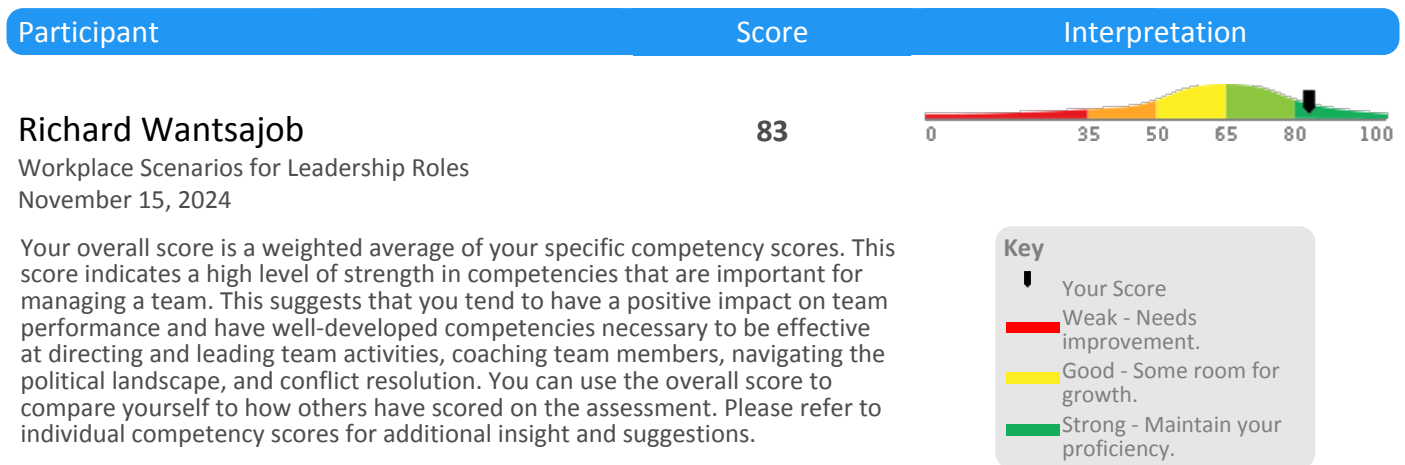 Participant Score Interpretation
Richard Wantsajob 83
0 35 50 65 80 100
Workplace Scenarios for Leadership Roles
November 15, 2024
Your overall score is a weighted average of your specific competency scores. This
score indicates a high level of strength in competencies that are important for
managing a team. This suggests that you tend to have a positive impact on team
performance and have well-developed competencies necessary to be effective
at directing and leading team activities, coaching team members, navigating the
political landscape, and conflict resolution. You can use the overall score to
compare yourself to how others have scored on the assessment. Please refer to
individual competency scores for additional insight and suggestions.
Key
Your Score
Weak - Needs
improvement.
Good - Some room for
growth.
Strong - Maintain your
proficiency.